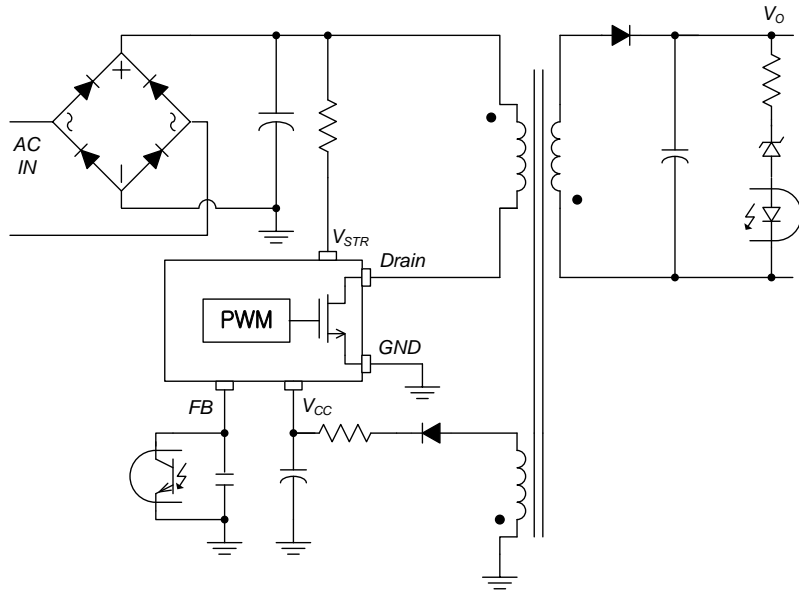 V_O
AC
IN
V_STR
Drain
PWM
GND
FB
V_CC